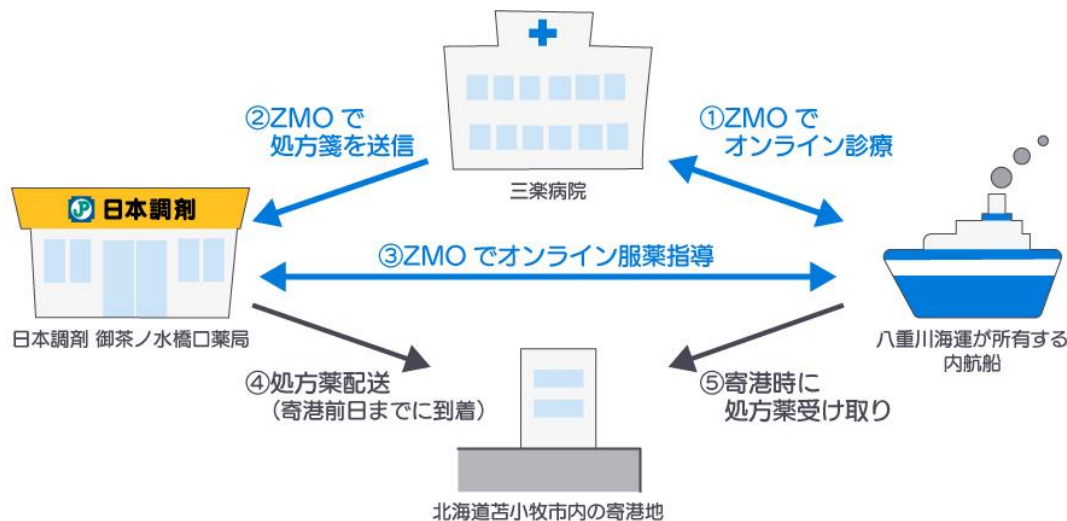 ②ZMO で
処方箋を送信
①ZMO で
オンライン診療
三楽病院
JP 日本調剤
③ZMO でオンライン服薬指導
日本調剤 御茶ノ水橋口薬局
八重川海運が所有する
内航船
④処方薬配送
(寄港前日までに到着)
⑤寄港時に
処方薬受け取り
北海道苫小牧市内の寄港地